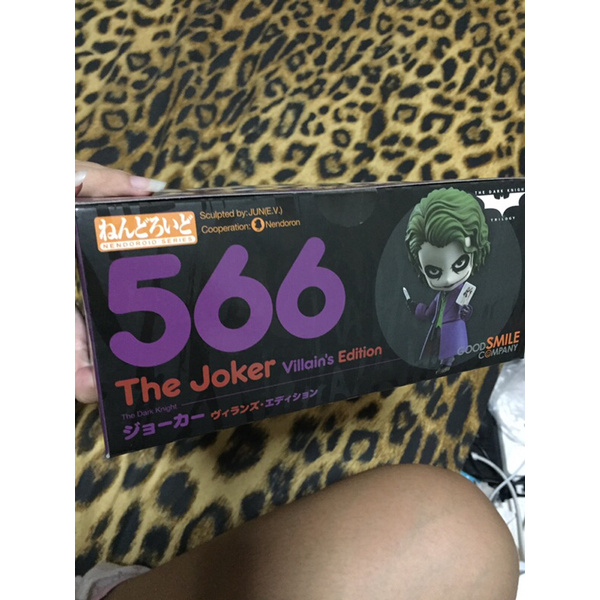 ねんどろいど
NENDOROID SERIES
Sculpted by:JUN(E.V.)
Cooperation: Nendoron
566
The Joker Villain's Edition
The Dark Knight
ジョーカー ヴィランズ・エディション
THE DARK KNIGHT
TRILOGY
GOOD SMILE
COMPANY